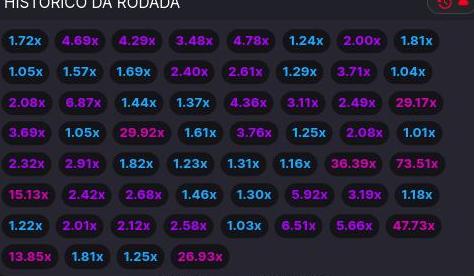 HISTÓRICO DA RODADA
1.72x 4.69x 4.29x 3.48x 4.78x 1.24x 2.00x 1.81x
1.05x 1.57x 1.69x 2.40x 2.61x 1.29x 3.71x 1.04x
2.08x 6.87x 1.44x 1.37x 4.36x 3.11x 2.49x 29.17x
3.69x 1.05x 29.92x 1.61x 3.76x 1.25x 2.08x 1.01x
2.32x 2.91x 1.82x 1.23x 1.31x 1.16x 36.39x 73.51x
15.13x 2.42x 2.68x 1.46x 1.30x 5.92x 3.19x 1.18x
1.22x 2.01x 2.12x 2.58x 1.03x 6.51x 5.66x 47.73x
13.85x 1.81x 1.25x 26.93x